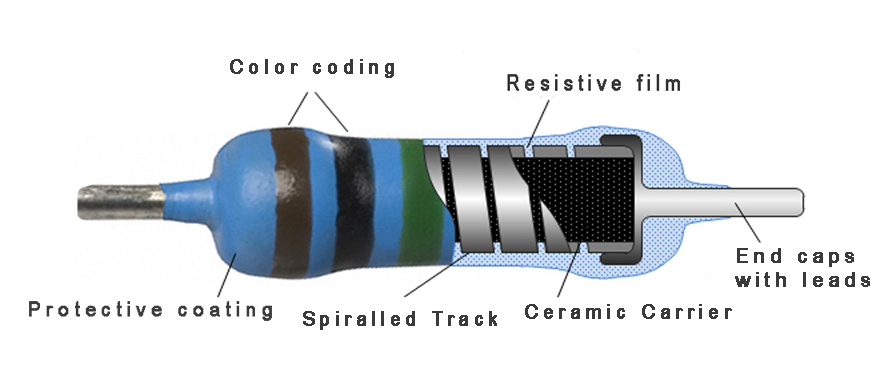 Color coding
Resistive film
End caps
with leads
Protective coating
Spiralled Track
Ceramic Carrier